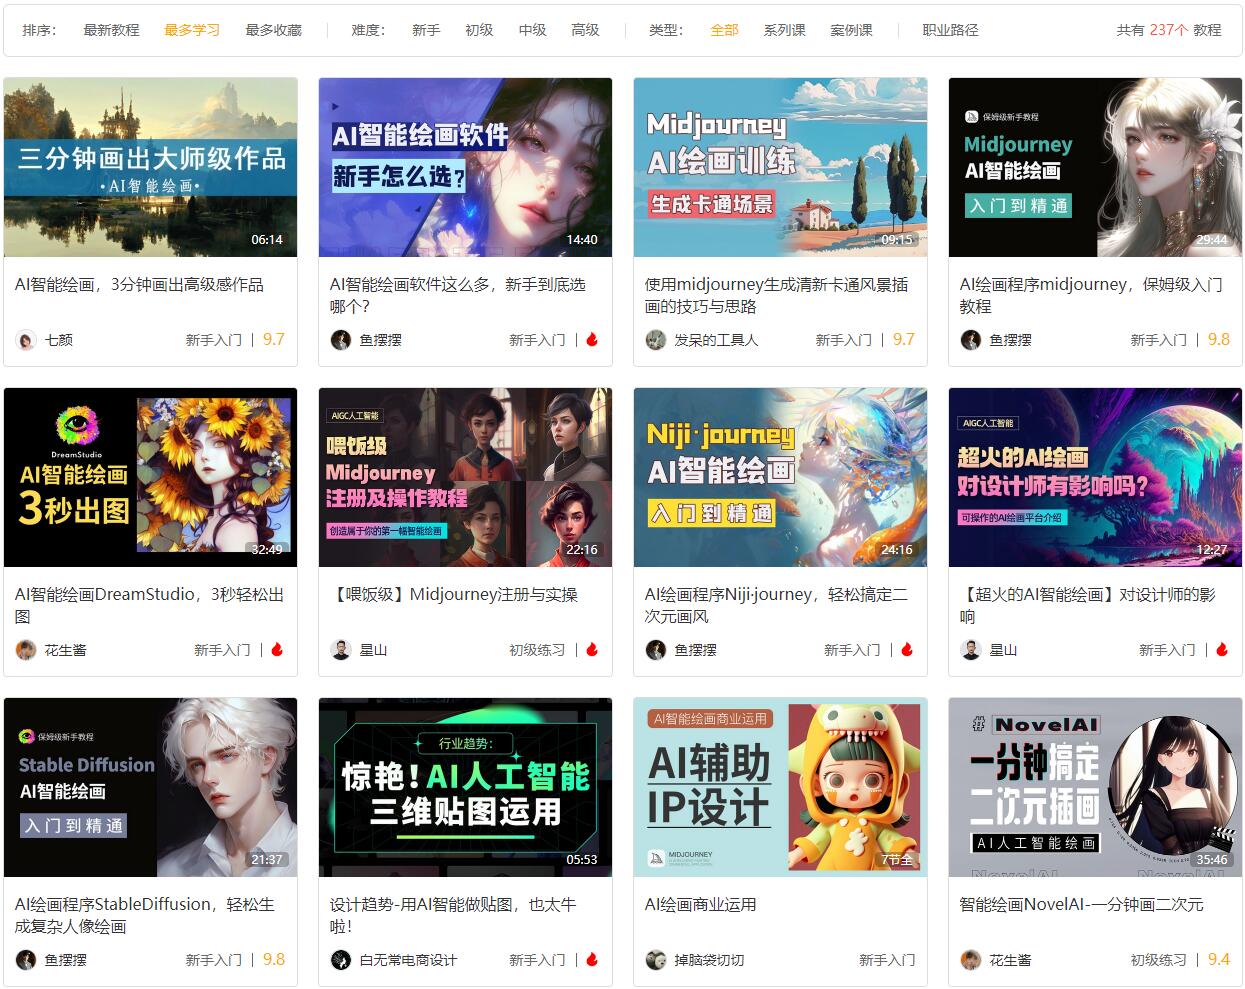 排序： 最新教程 最多学习 最多收藏 难度： 新手 初级 中级 高级 类型： 全部 系列课 案例课 职业路径 共有 237个 教程
三分钟画出大师级作品
•AI智能绘画•
06:14
AI智能绘画，3分钟画出高级感作品
七颜 新手入门 | 9.7
AI智能绘画软件
新手怎么选?
14:40
AI智能绘画软件这么多，新手到底选
哪个？
鱼摆摆 新手入门 |
Midjourney
AI绘画训练
生成卡通场景
09:15
使用midjourney生成清新卡通风景插
画的技巧与思路
发呆的工具人 新手入门 | 9.7
保姆级新手教程
Midjourney
AI智能绘画
入门到精通
29:44
AI绘画程序midjourney，保姆级入门
教程
鱼摆摆 新手入门 | 9.8
DreamStudio
AI智能绘画
3秒出图
32:49
AI智能绘画DreamStudio，3秒轻松出
图
花生酱 新手入门 |
AIGC人工智能
喂饭级
Midjourney
注册及操作教程
创造属于你的第一幅智能绘画
22:16
【喂饭级】Midjourney注册与实操
星山 初级练习 |
Niji·journey
AI智能绘画
入门到精通
24:16
AI绘画程序Niji·journey，轻松搞定二
次元画风
鱼摆摆 新手入门 |
AIGC人工智能
超火的AI绘画
对设计师有影响吗?
可操作的AI绘画平台介绍
12:27
【超火的AI智能绘画】对设计师的影
响
星山 新手入门 |
保姆级新手教程
Stable Diffusion
AI智能绘画
入门到精通
21:37
AI绘画程序StableDiffusion，轻松生
成复杂人像绘画
鱼摆摆 新手入门 | 9.8
行业趋势：
惊艳！AI人工智能
三维贴图运用
05:53
设计趋势-用AI智能做贴图，也太牛
啦！
白无常电商设计 新手入门 |
AI智能绘画商业运用
AI辅助
IP设计
MIDJOURNEY
7节全
AI绘画商业运用
掉脑袋切切 新手入门
# NovelAI
一分钟搞定
二次元插画
AI人工智能绘画
35:46
智能绘画NovelAI-一分钟画二次元
花生酱 初级练习 | 9.4